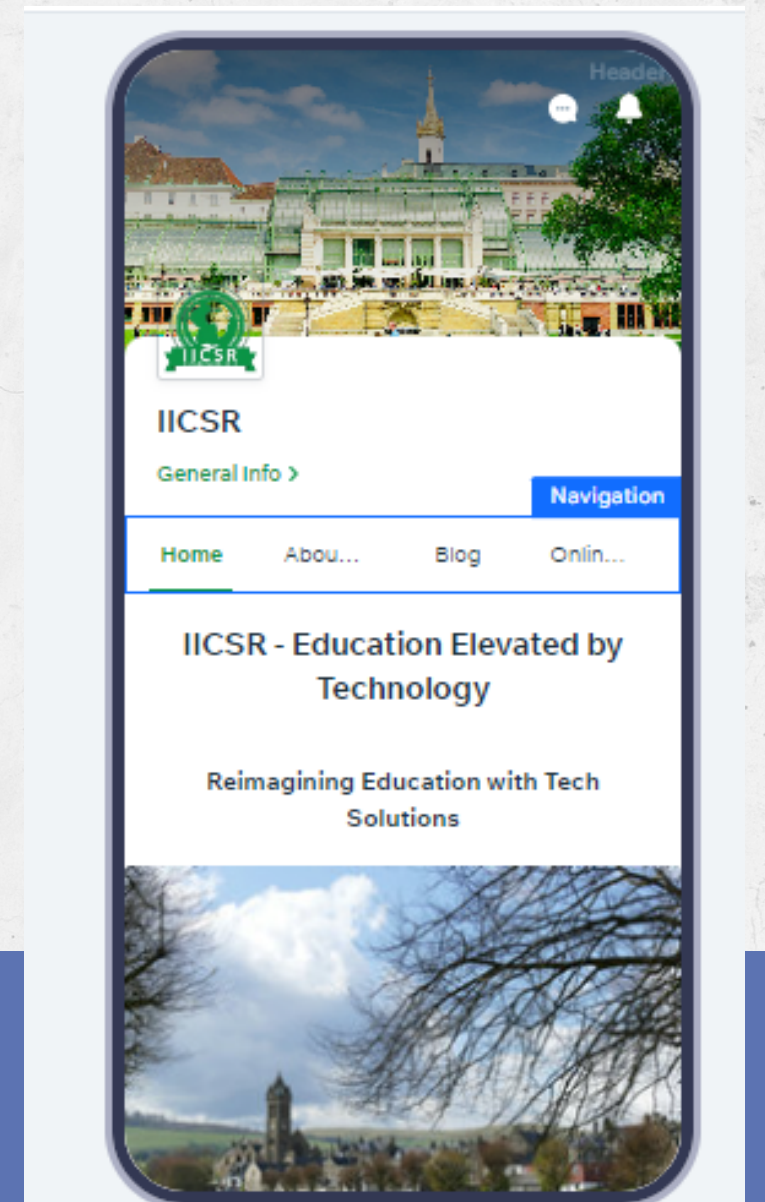 Header
IICSR
IICSR
General Info >
Navigation
Home Abou... Blog Onlin...
IICSR - Education Elevated by
Technology
Reimagining Education with Tech
Solutions